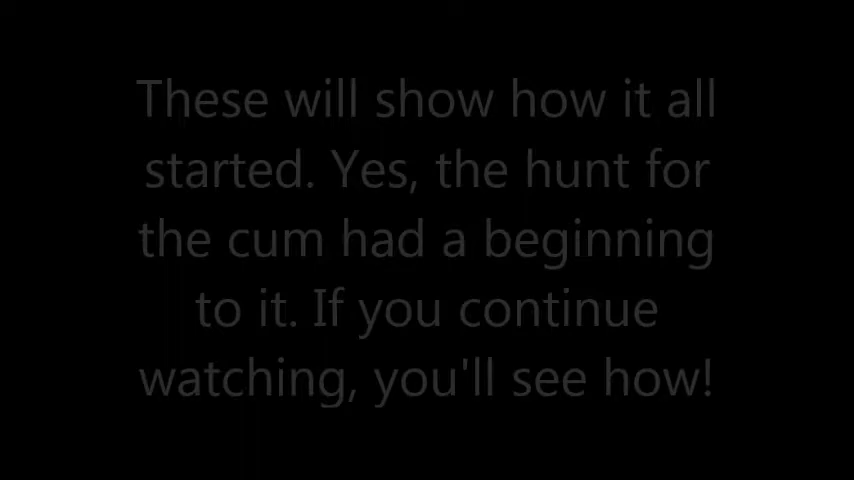 These will show how it all
started. Yes, the hunt for
the cum had a beginning
to it. If you continue
watching, you'll see how!